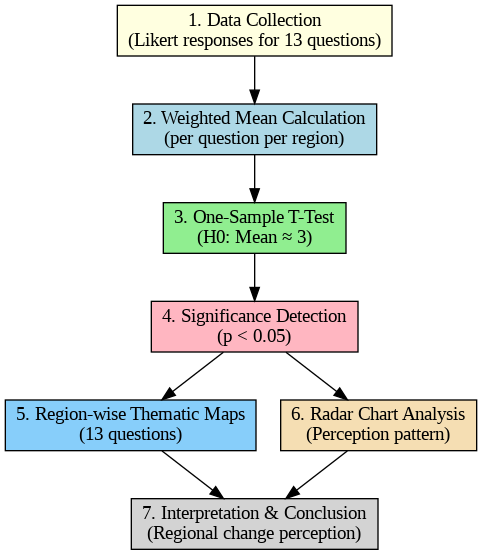 1. Data Collection
(Likert responses for 13 questions)
2. Weighted Mean Calculation
(per question per region)
3. One-Sample T-Test
(H0: Mean ≈ 3)
4. Significance Detection
(p < 0.05)
5. Region-wise Thematic Maps
(13 questions)
6. Radar Chart Analysis
(Perception pattern)
7. Interpretation & Conclusion
(Regional change perception)